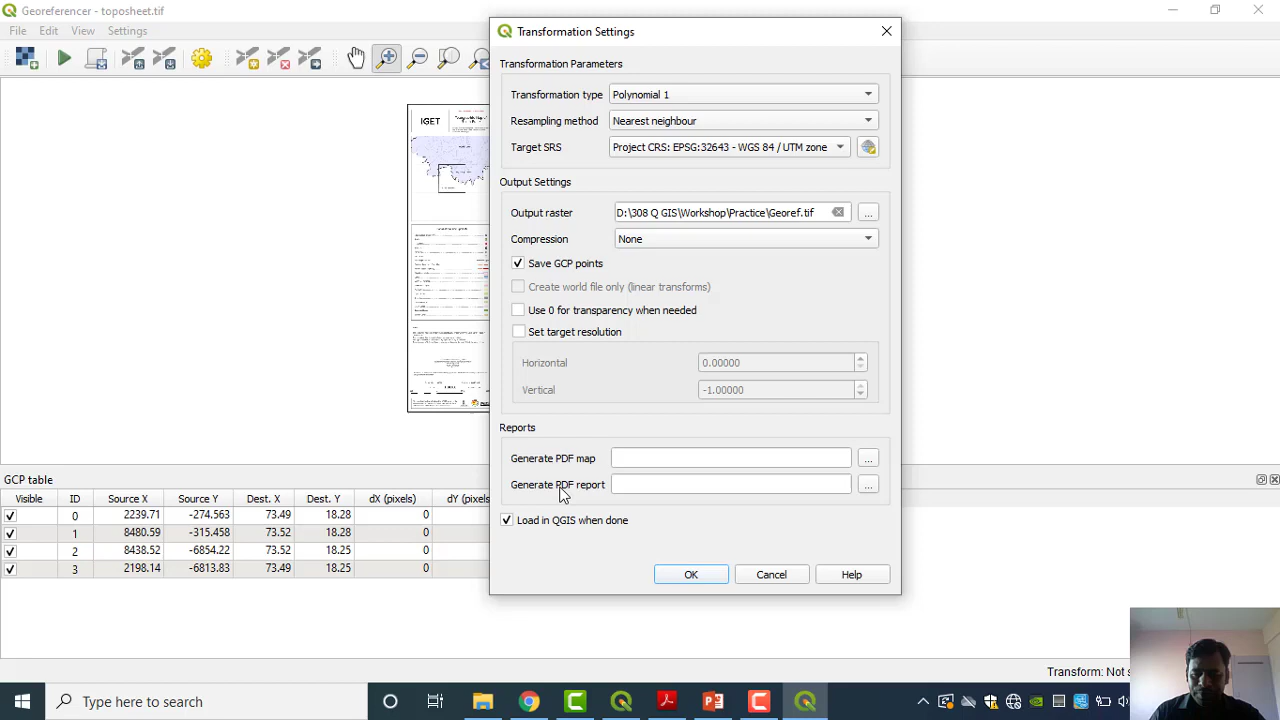 Georeferencer - toposheet.tif
File Edit View Settings
Transformation Settings
Transformation Parameters
Transformation type Polynomial 1
Resampling method Nearest neighbour
Target SRS Project CRS: EPSG:32643 - WGS 84 / UTM zone
Output Settings
Output raster D:\308 Q GIS\Workshop\Practice\Georef.tif ...
Compression None
Save GCP points
Create world file only (linear transforms)
Use 0 for transparency when needed
Set target resolution
Horizontal 0.00000
Vertical -1.00000
Reports
Generate PDF map ...
Generate PDF report ...
Load in QGIS when done
OK Cancel Help
IGET
GCP table
Visible ID Source X Source Y Dest. X Dest. Y dX (pixels) dY (pixels
0 2239.71 -274.563 73.49 18.28 0
1 8480.59 -315.458 73.52 18.28 0
2 8438.52 -6854.22 73.52 18.25 0
3 2198.14 -6813.83 73.49 18.25 0
Transform: Not s
Type here to search